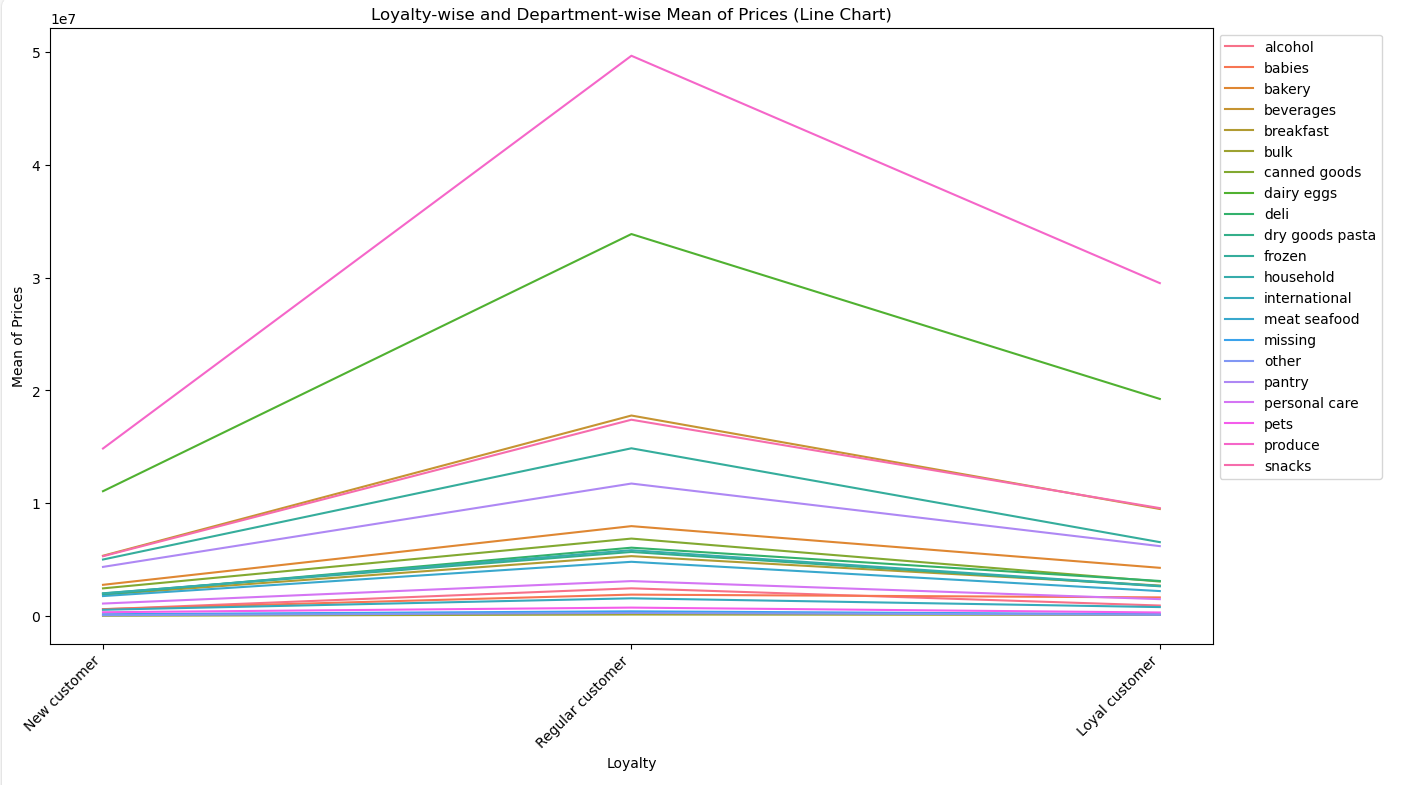 Loyalty-wise and Department-wise Mean of Prices (Line Chart)
1e7
5
4
3
2
1
0
Mean of Prices
New customer
Regular customer
Loyal customer
Loyalty
alcohol
babies
bakery
beverages
breakfast
bulk
canned goods
dairy eggs
deli
dry goods pasta
frozen
household
international
meat seafood
missing
other
pantry
personal care
pets
produce
snacks